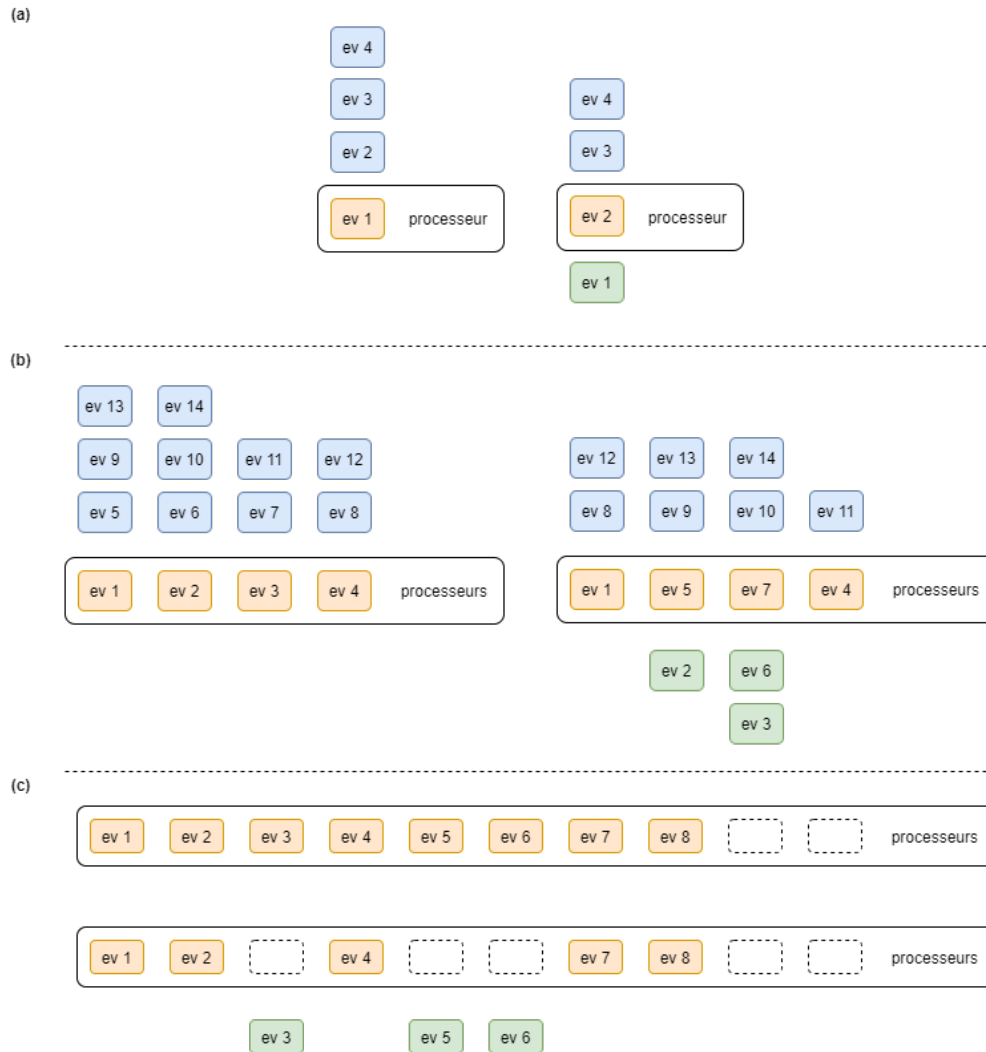 (a)
ev 4
ev 3
ev 2
ev 1 processeur
ev 4
ev 3
ev 2 processeur
ev 1
(b)
ev 13 ev 14
ev 9 ev 10 ev 11 ev 12
ev 5 ev 6 ev 7 ev 8
ev 1 ev 2 ev 3 ev 4 processeurs
ev 12 ev 13 ev 14
ev 8 ev 9 ev 10 ev 11
ev 1 ev 5 ev 7 ev 4 processeurs
ev 2 ev 6
ev 3
(c)
ev 1 ev 2 ev 3 ev 4 ev 5 ev 6 ev 7 ev 8 processeurs
ev 1 ev 2 ev 4 ev 7 ev 8 processeurs
ev 3 ev 5 ev 6